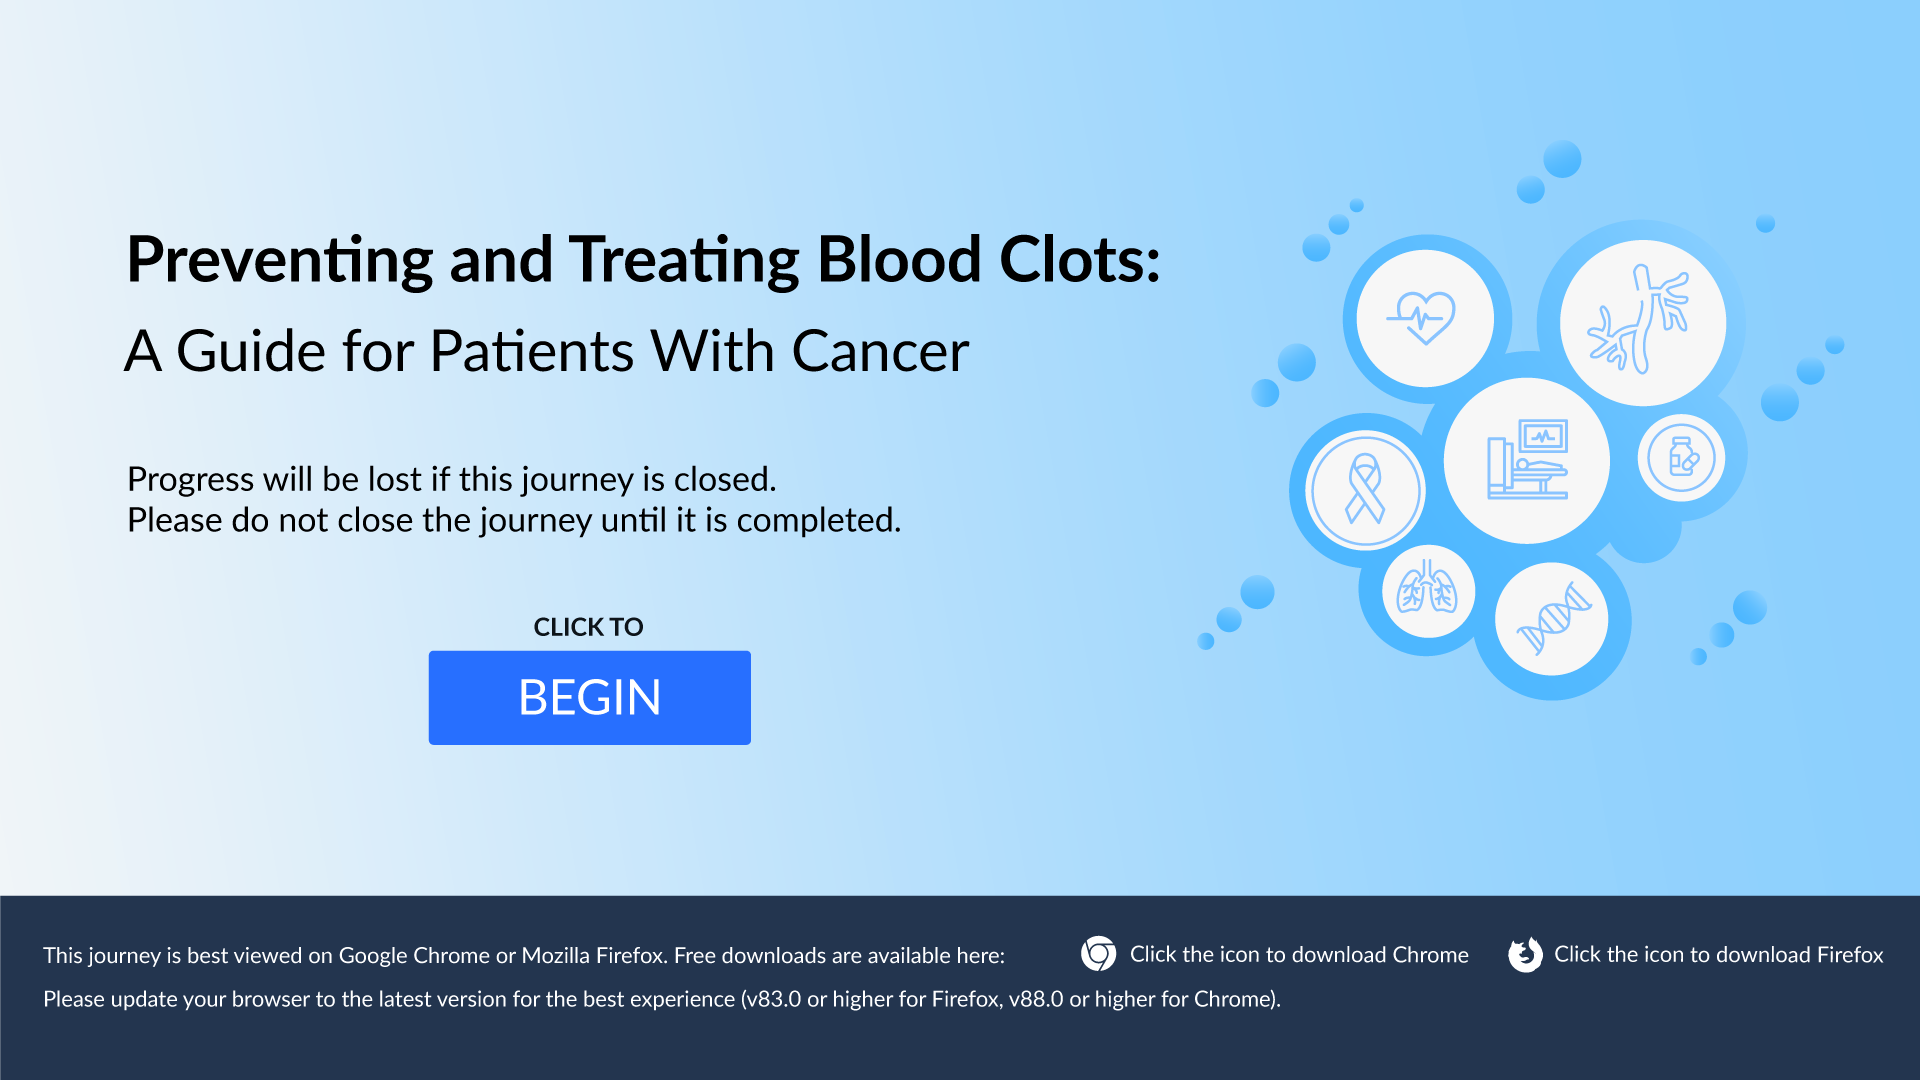 Preventing and Treating Blood Clots:
A Guide for Patients With Cancer
Progress will be lost if this journey is closed.
Please do not close the journey until it is completed.
CLICK TO
BEGIN
This journey is best viewed on Google Chrome or Mozilla Firefox. Free downloads are available here:
Click the icon to download Chrome
Click the icon to download Firefox
Please update your browser to the latest version for the best experience (v83.0 or higher for Firefox, v88.0 or higher for Chrome).